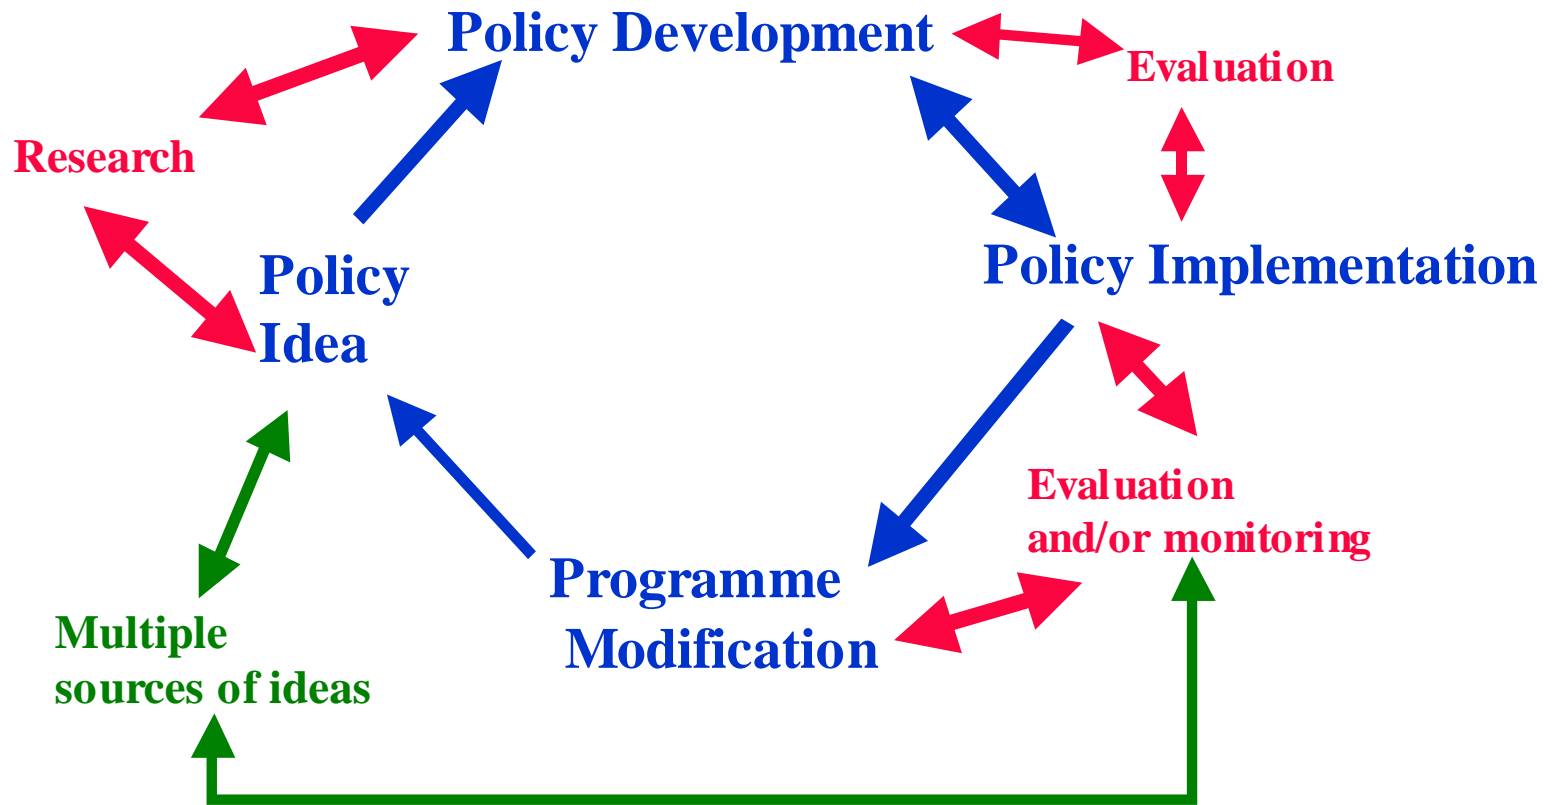 Policy Development
Evaluation
Research
Policy Implementation
Policy
Idea
Evaluation
and/or monitoring
Programme
Modification
Multiple
sources of ideas